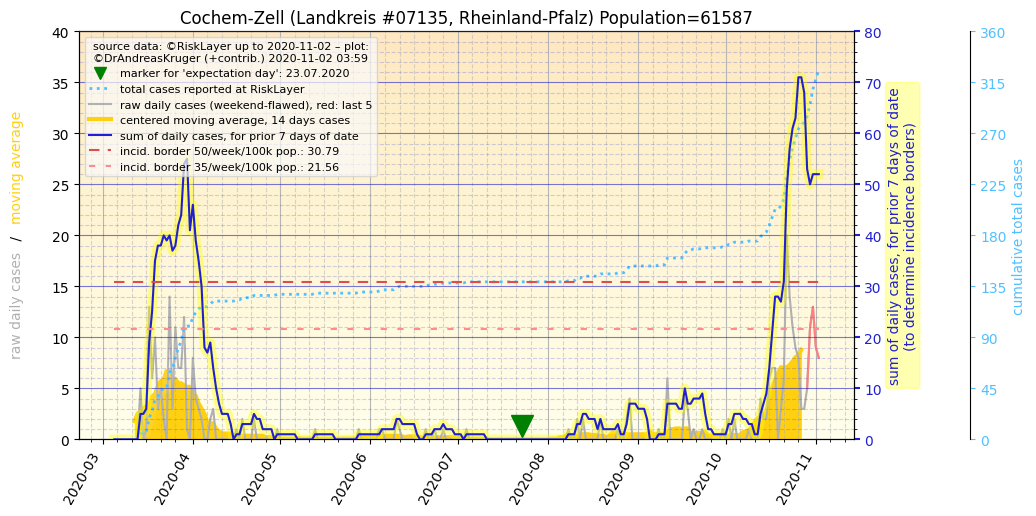 Cochem-Zell (Landkreis #07135, Rheinland-Pfalz) Population=61587
source data: ©RiskLayer up to 2020-11-02 – plot:
©DrAndreasKruger (+contrib.) 2020-11-02 03:59
marker for 'expectation day': 23.07.2020
total cases reported at RiskLayer
raw daily cases (weekend-flawed), red: last 5
centered moving average, 14 days cases
sum of daily cases, for prior 7 days of date
incid. border 50/week/100k pop.: 30.79
incid. border 35/week/100k pop.: 21.56
raw daily cases / moving average
40
35
30
25
20
15
10
5
0
80
70
60
50
40
30
20
10
0
sum of daily cases, for prior 7 days of date
(to determine incidence borders)
360
315
270
225
180
135
90
45
0
cumulative total cases
2020-03
2020-04
2020-05
2020-06
2020-07
2020-08
2020-09
2020-10
2020-11